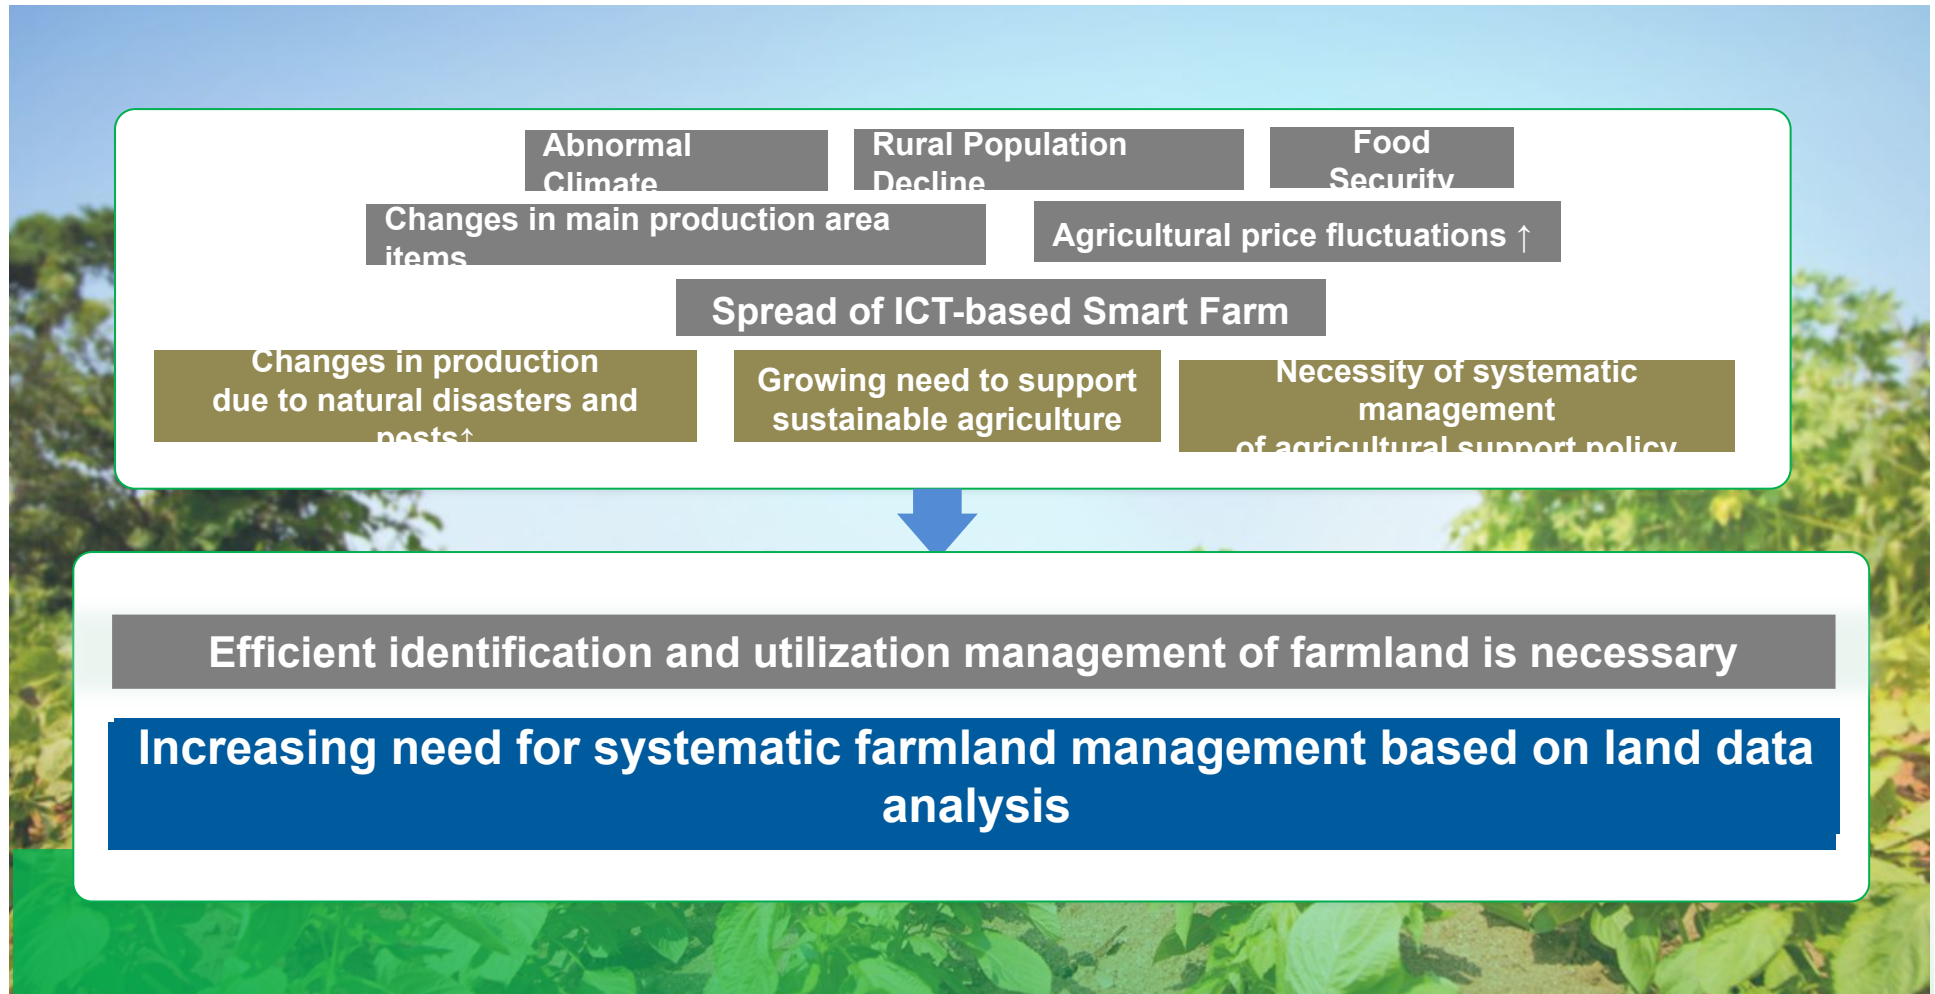 Abnormal
Climate
Rural Population
Decline
Food
Security
Changes in main production area
items
Agricultural price fluctuations ↑
Spread of ICT-based Smart Farm
Changes in production
due to natural disasters and
pests↑
Growing need to support
sustainable agriculture
Necessity of systematic
management
of agricultural support policy
Efficient identification and utilization management of farmland is necessary
Increasing need for systematic farmland management based on land data
analysis